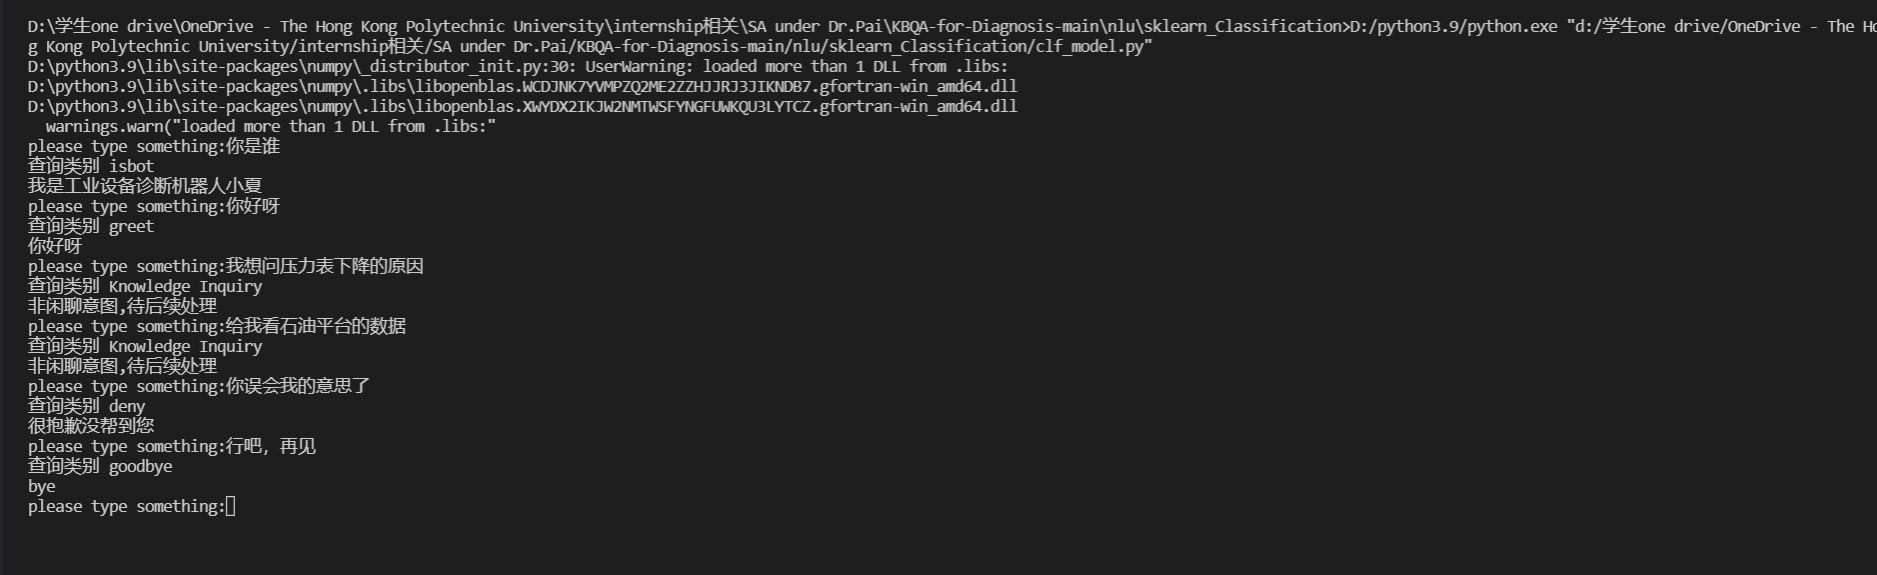 D:\学生one drive\OneDrive - The Hong Kong Polytechnic University\internship相关\SA under Dr.Pai\KBQA-for-Diagnosis-main\nlu\sklearn_Classification>D:/python3.9/python.exe "d:/学生one drive/OneDrive - The Ho
g Kong Polytechnic University/internship相关/SA under Dr.Pai/KBQA-for-Diagnosis-main/nlu/sklearn_Classification/clf_model.py"
D:\python3.9\lib\site-packages\numpy\_distributor_init.py:30: UserWarning: loaded more than 1 DLL from .libs:
D:\python3.9\lib\site-packages\numpy\.libs\libopenblas.WCDJNK7YVMPZQ2ME2ZZHJJRJ3JIKNDB7.gfortran-win_amd64.dll
D:\python3.9\lib\site-packages\numpy\.libs\libopenblas.XWYDX2IKJW2NMTWSFYNGFUWKQU3LYTCZ.gfortran-win_amd64.dll
warnings.warn("loaded more than 1 DLL from .libs:"
please type something:你是谁
查询类别 isbot
我是工业设备诊断机器人小夏
please type something:你好呀
查询类别 greet
你好呀
please type something:我想问压力表下降的原因
查询类别 Knowledge Inquiry
非闲聊意图,待后续处理
please type something:给我看石油平台的数据
查询类别 Knowledge Inquiry
非闲聊意图,待后续处理
please type something:你误会我的意思了
查询类别 deny
很抱歉没帮到您
please type something:行吧，再见
查询类别 goodbye
bye
please type something: